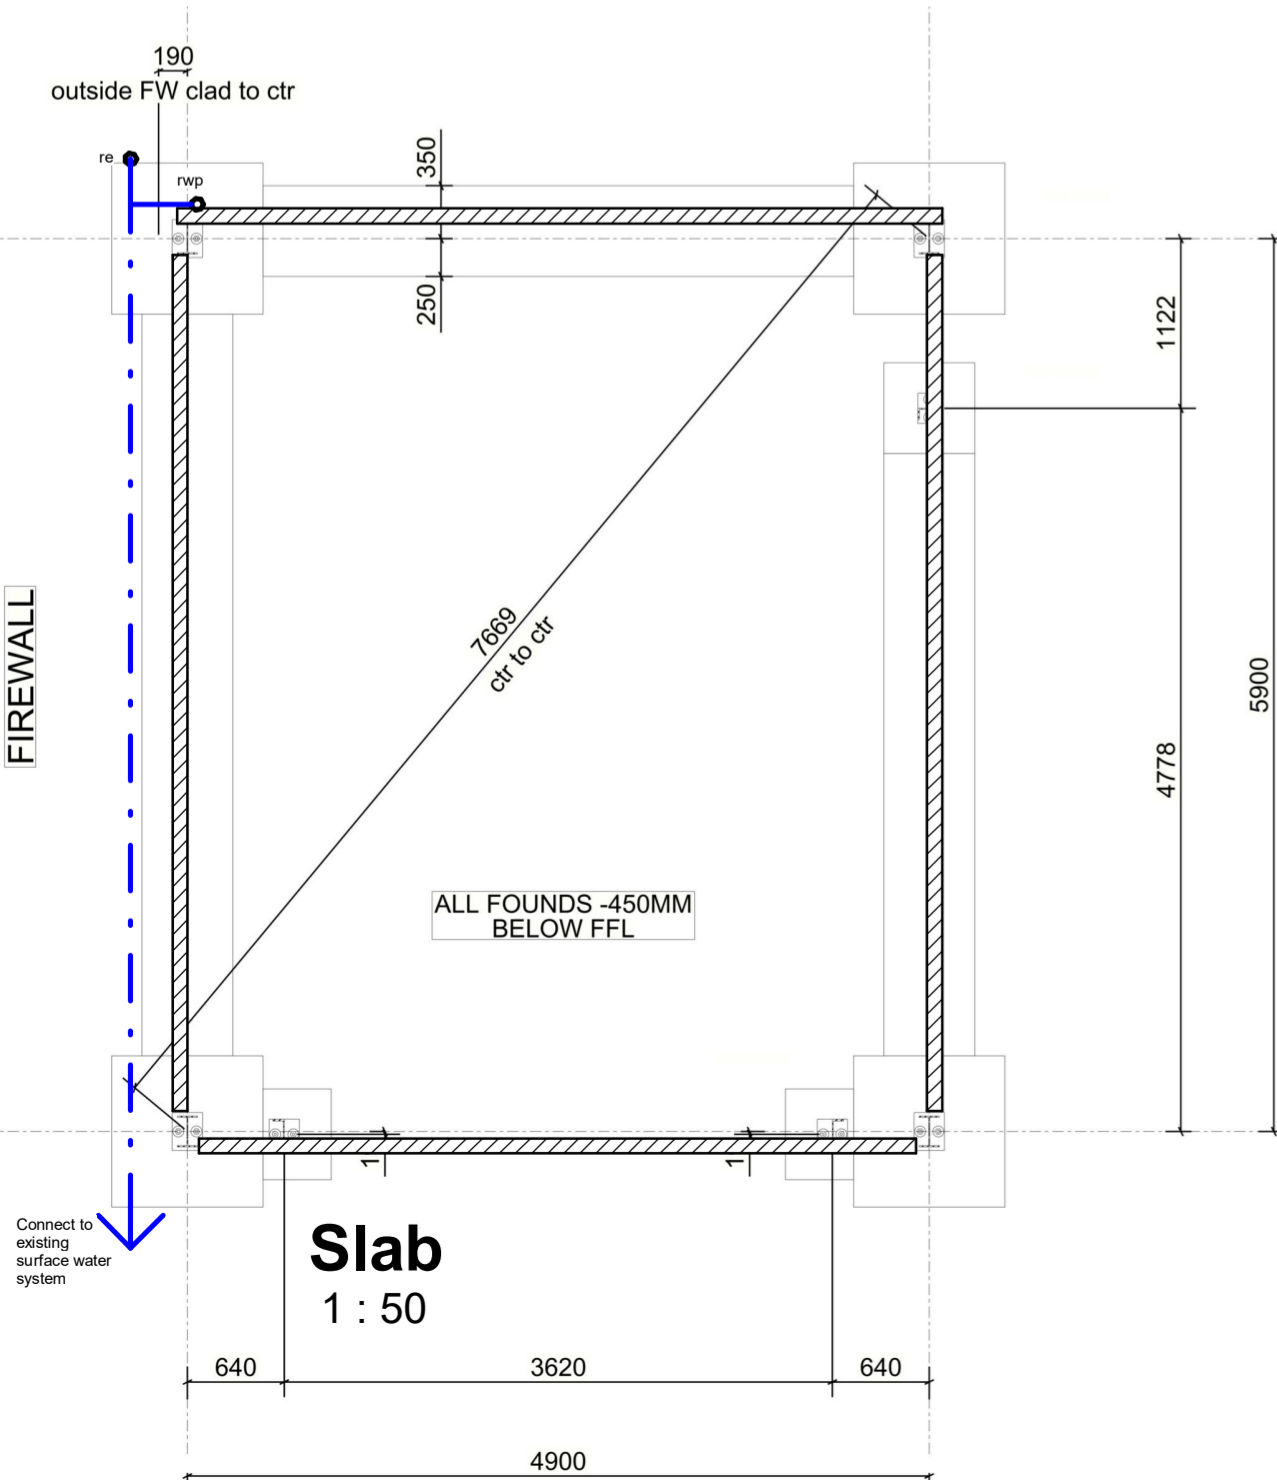 190
outside FW clad to ctr
re
rwp
350
250
1122
FIREWALL
7669
ctr to ctr
5900
4778
ALL FOUNDS -450MM
BELOW FFL
1
1
Connect to
existing
surface water
system
Slab
1 : 50
640
3620
640
4900